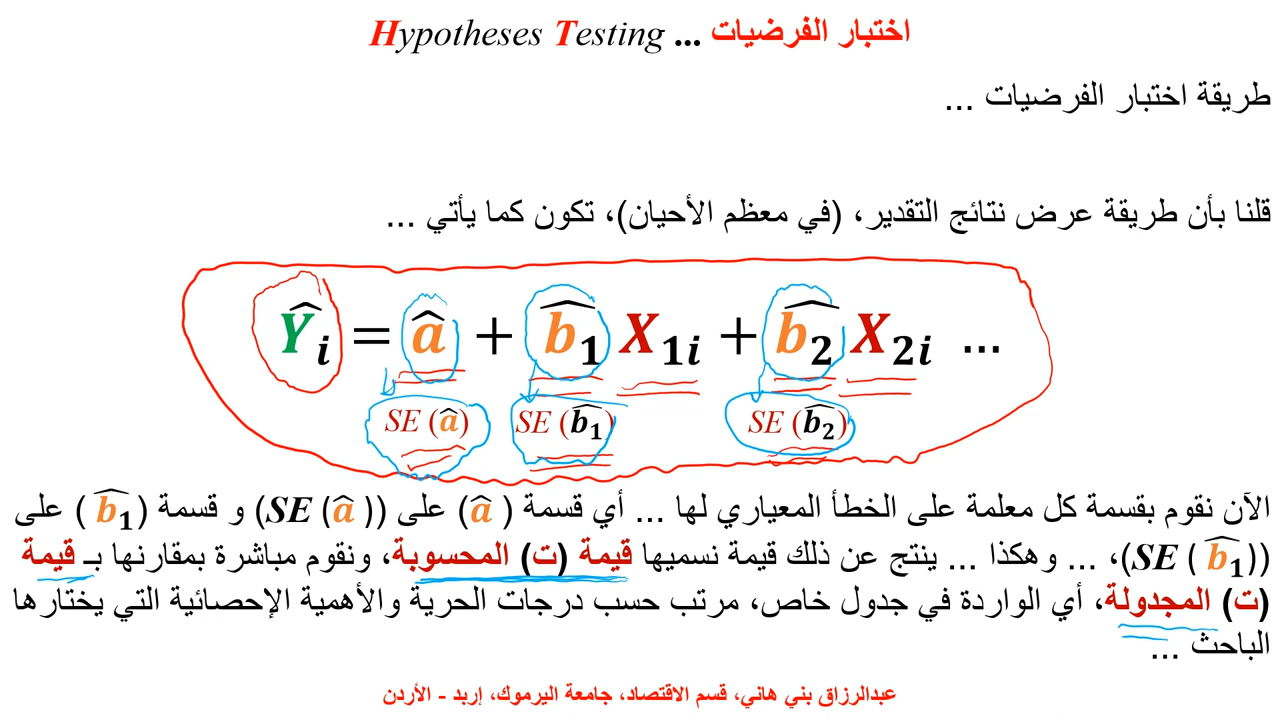 اختبار الفرضيات ... Hypotheses Testing
طريقة اختبار الفرضيات ...
قلنا بأن طريقة عرض نتائج التقدير، (في معظم الأحيان)، تكون كما يأتي ...
Ŷᵢ = â + b̂₁ X₁ᵢ + b̂₂ X₂ᵢ ...
SE (â) SE (b̂₁) SE (b̂₂)
الآن نقوم بقسمة كل معلمة على الخطأ المعياري لها ... أي قسمة (â) على (SE (â)) و قسمة (b̂₁) على
(SE (b̂₁))، ... وهكذا ... ينتج عن ذلك قيمة نسميها قيمة (ت) المحسوبة، ونقوم مباشرة بمقارنها بـ قيمة
(ت) المجدولة، أي الواردة في جدول خاص، مرتب حسب درجات الحرية والأهمية الإحصائية التي يختارها
الباحث ...
عبدالرزاق بني هاني، قسم الاقتصاد، جامعة اليرموك، إربد - الأردن